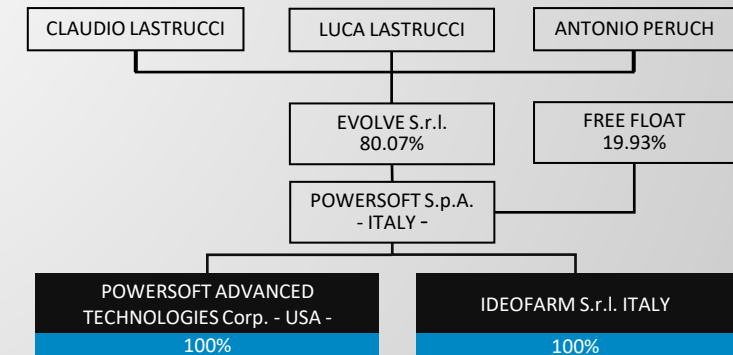 CLAUDIO LASTRUCCI
LUCA LASTRUCCI
ANTONIO PERUCH
EVOLVE S.r.l.
80.07%
FREE FLOAT
19.93%
POWERSOFT S.p.A.
- ITALY -
POWERSOFT ADVANCED
TECHNOLOGIES Corp. - USA -
100%
IDEOFARM S.r.l. ITALY
100%